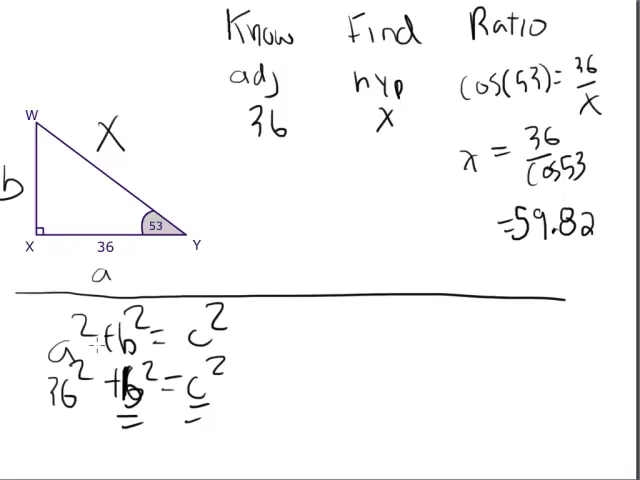 Know Find Ratio
adj hyp cos(53) = 36/x
36 x
x = 36/cos53
=59.82
W
X
b
53
X 36 Y
a
a² + b² = c²
36² + b² = c²